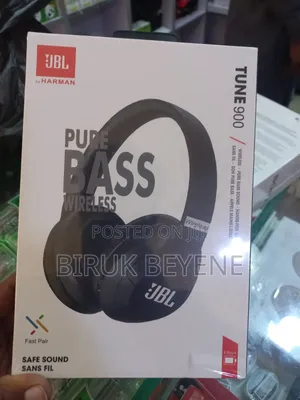 JBL
by HARMAN
TUNE 900
PURE
BASS
WIRELESS
POSTED ON JIJI
BIRUK BEYENE
JBL
Fast Pair
SAFE SOUND
SANS FIL